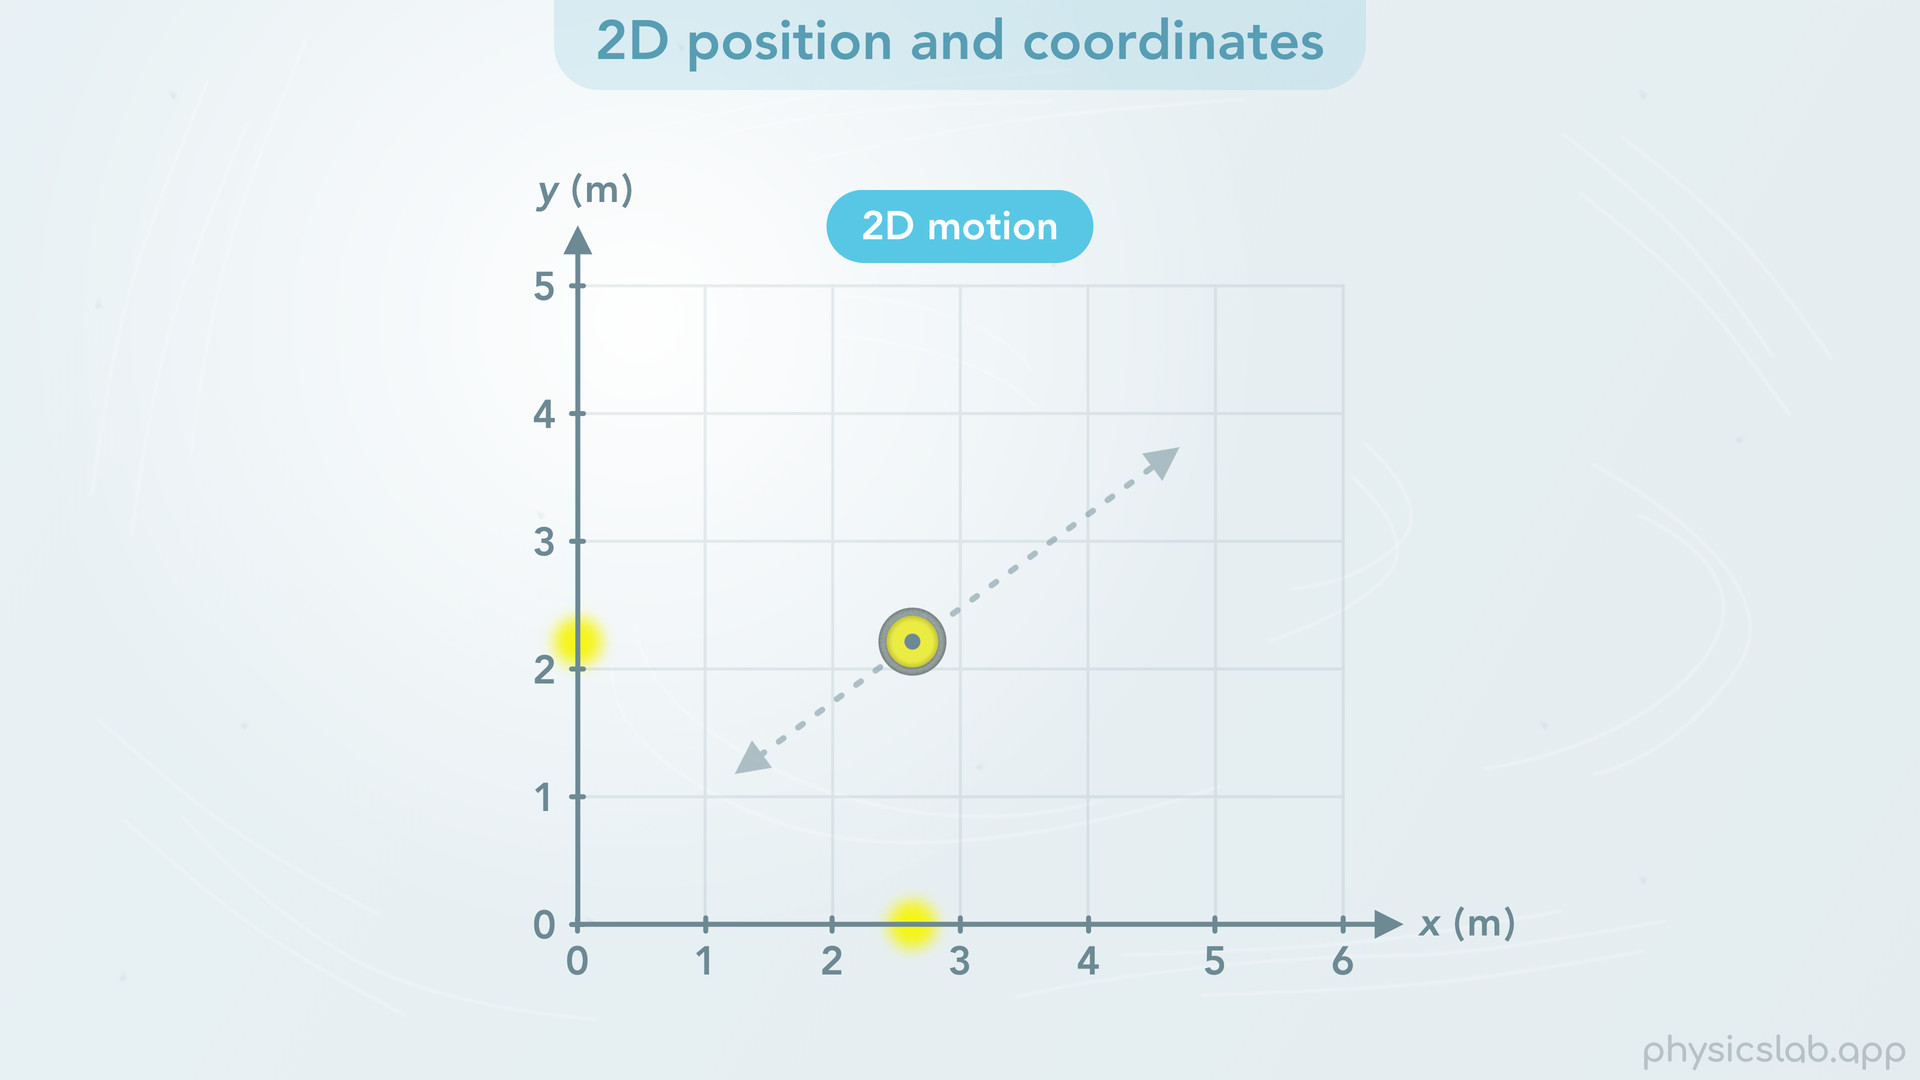 2D position and coordinates
y (m)
2D motion
5
4
3
2
1
0
0 1 2 3 4 5 6
x (m)
physicslab.app